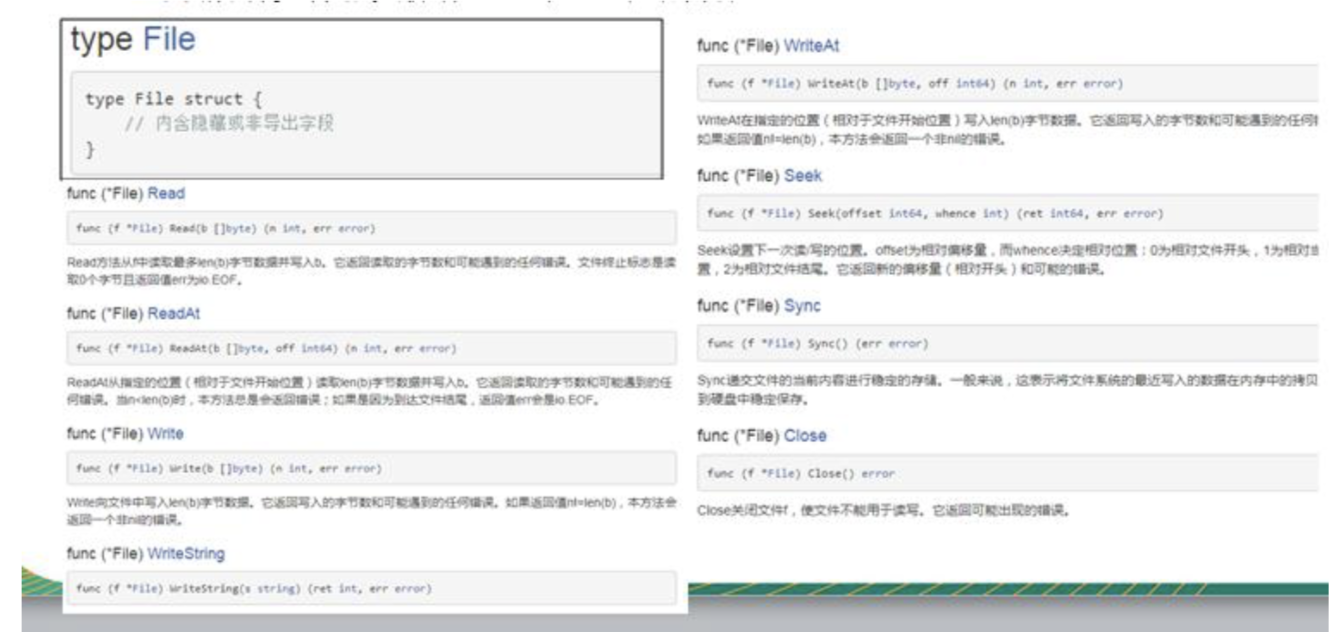 type File
type File struct {
// 内含隐藏或非导出字段
}
func (*File) Read
func (f *File) Read(b []byte) (n int, err error)
Read方法从f中读取最多len(b)字节数据并写入b。它返回读取的字节数和可能遇到的任何错误。文件终止标志是读
取0个字节且返回值err为io.EOF。
func (*File) ReadAt
func (f *File) ReadAt(b []byte, off int64) (n int, err error)
ReadAt从指定的位置（相对于文件开始位置）读取len(b)字节数据并写入b。它返回读取的字节数和可能遇到的任
何错误。当n<len(b)时，本方法总是会返回错误；如果是因为到达文件结尾，返回值err会是io.EOF。
func (*File) Write
func (f *File) Write(b []byte) (n int, err error)
Write向文件中写入len(b)字节数据。它返回写入的字节数和可能遇到的任何错误。如果返回值n!=len(b)，本方法会
返回一个非nil的错误。
func (*File) WriteString
func (f *File) WriteString(s string) (ret int, err error)
func (*File) WriteAt
func (f *File) WriteAt(b []byte, off int64) (n int, err error)
WriteAt在指定的位置（相对于文件开始位置）写入len(b)字节数据。它返回写入的字节数和可能遇到的任何
如果返回值n!=len(b)，本方法会返回一个非nil的错误。
func (*File) Seek
func (f *File) Seek(offset int64, whence int) (ret int64, err error)
Seek设置下一次读/写的位置。offset为相对偏移量，而whence决定相对位置：0为相对文件开头，1为相对
置，2为相对文件结尾。它返回新的偏移量（相对开头）和可能的错误。
func (*File) Sync
func (f *File) Sync() (err error)
Sync递交文件的当前内容进行稳定的存储。一般来说，这表示将文件系统的最近写入的数据在内存中的拷贝
到硬盘中稳定保存。
func (*File) Close
func (f *File) Close() error
Close关闭文件f，使文件不能用于读写。它返回可能出现的错误。